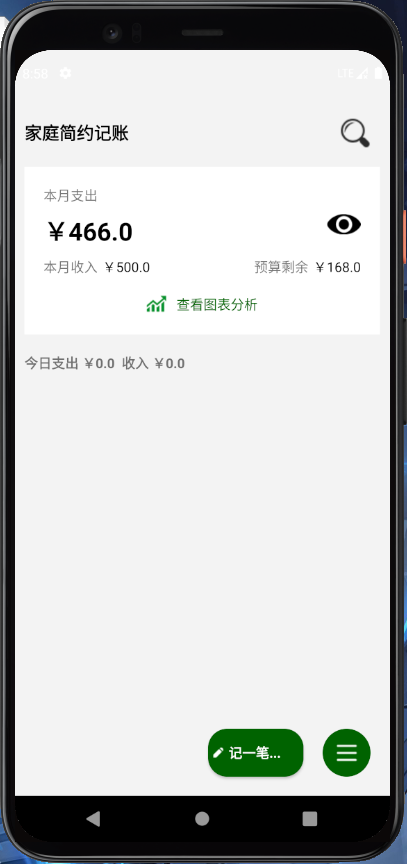 8:58 LTE
家庭简约记账
本月支出
￥466.0
本月收入 ￥500.0 预算剩余 ￥168.0
查看图表分析
今日支出 ￥0.0 收入 ￥0.0
记一笔...